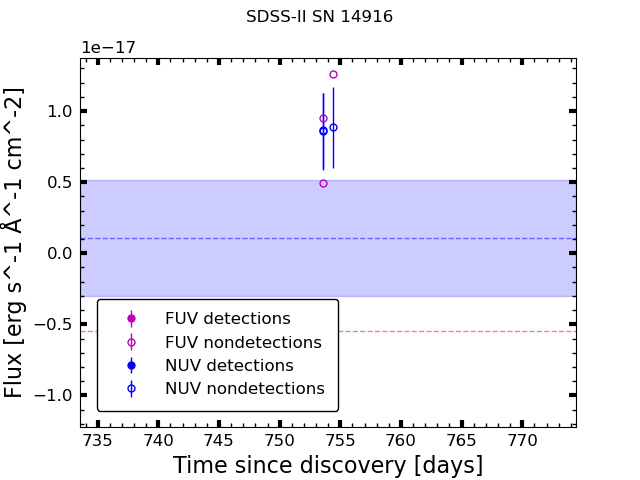 SDSS-II SN 14916
1e−17
1.0
0.5
0.0
−0.5
−1.0
Flux [erg s^-1 Å^-1 cm^-2]
FUV detections
FUV nondetections
NUV detections
NUV nondetections
735 740 745 750 755 760 765 770
Time since discovery [days]